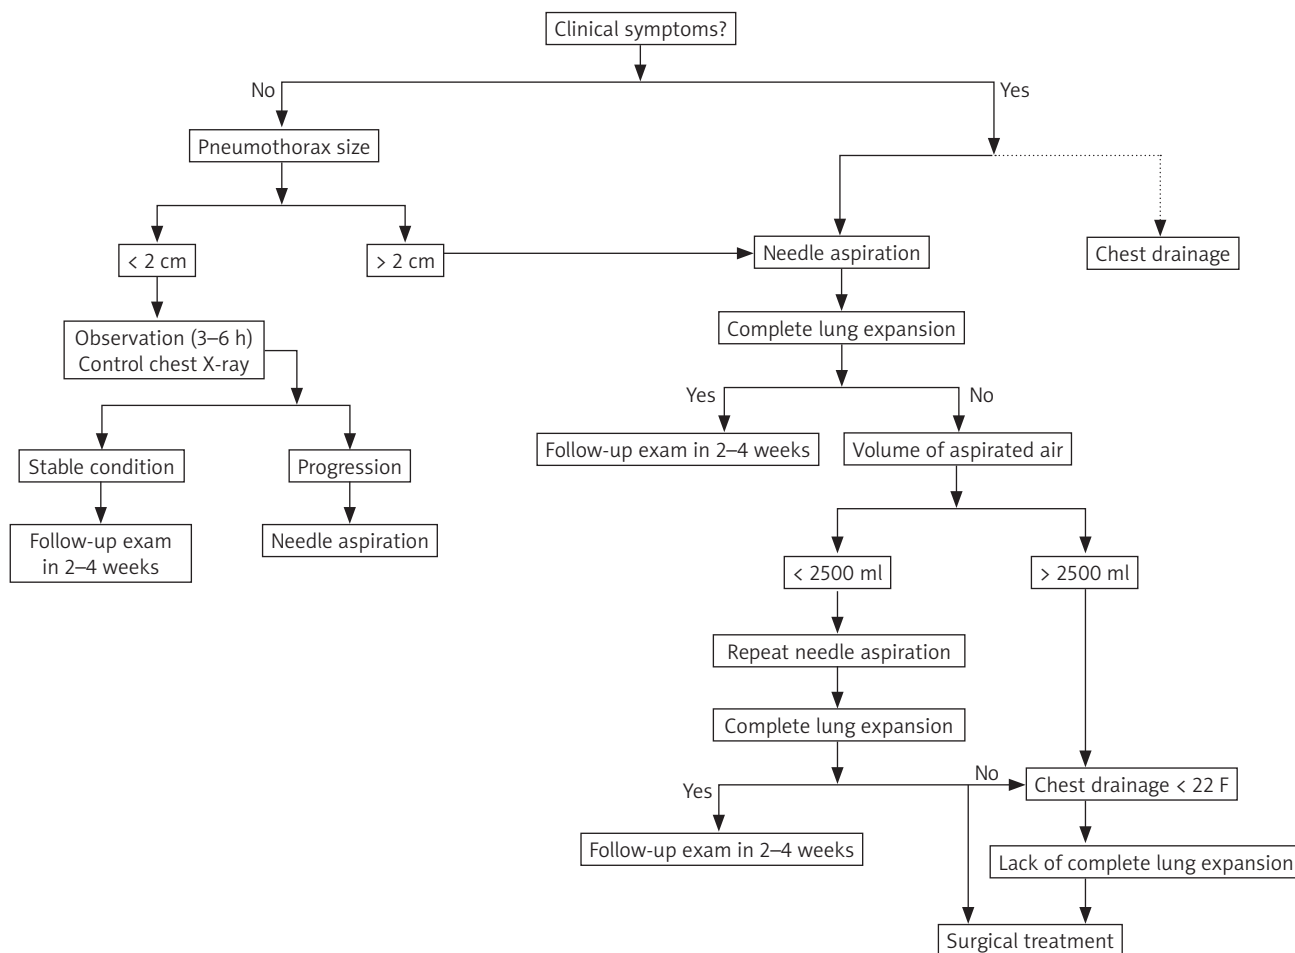 Clinical symptoms?
No
Yes
Pneumothorax size
< 2 cm
> 2 cm
Needle aspiration
Chest drainage
Observation (3–6 h)
Control chest X-ray
Complete lung expansion
Yes
No
Stable condition
Progression
Follow-up exam in 2–4 weeks
Volume of aspirated air
Follow-up exam
in 2–4 weeks
Needle aspiration
< 2500 ml
> 2500 ml
Repeat needle aspiration
Complete lung expansion
Yes
No
Chest drainage < 22 F
Follow-up exam in 2–4 weeks
Lack of complete lung expansion
Surgical treatment